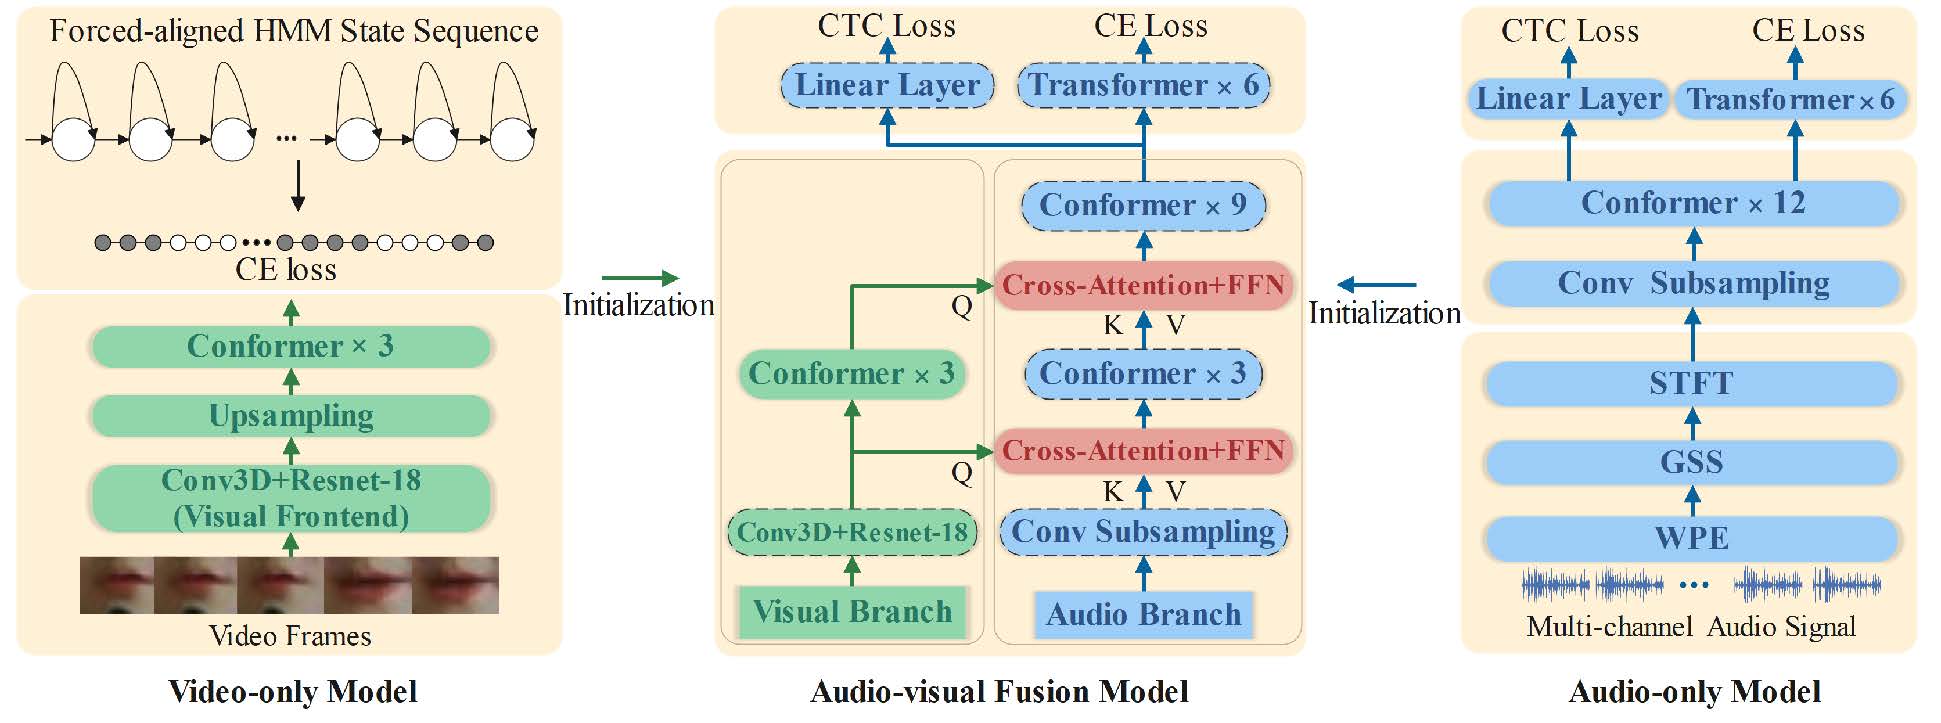 Forced-aligned HMM State Sequence
CE loss
Conformer × 3
Upsampling
Conv3D+Resnet-18
(Visual Frontend)
Video Frames
Video-only Model
Initialization
CTC Loss
CE Loss
Linear Layer
Transformer × 6
Conformer × 9
Cross-Attention+FFN
Q
K
V
Conformer × 3
Conformer × 3
Cross-Attention+FFN
Q
K
V
Conv3D+Resnet-18
Conv Subsampling
Visual Branch
Audio Branch
Audio-visual Fusion Model
Initialization
CTC Loss
CE Loss
Linear Layer
Transformer × 6
Conformer × 12
Conv Subsampling
STFT
GSS
WPE
Multi-channel Audio Signal
Audio-only Model